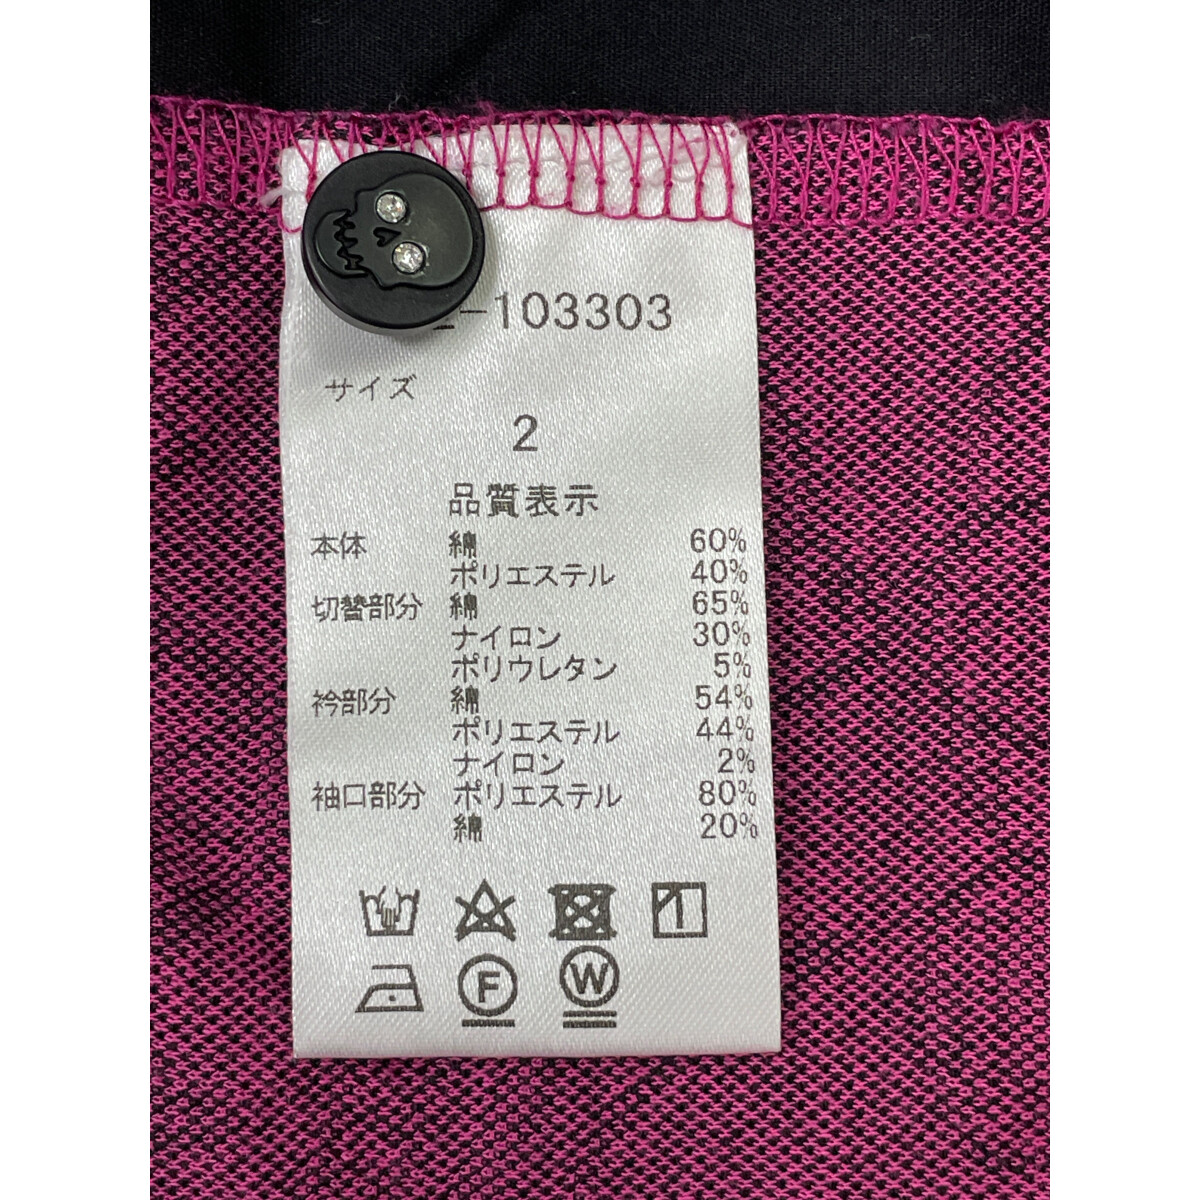 -103303
サイズ
2
品質表示
本体 綿 60%
ポリエステル 40%
切替部分 綿 65%
ナイロン 30%
ポリウレタン 5%
衿部分 綿 54%
ポリエステル 44%
ナイロン 2%
袖口部分 ポリエステル 80%
綿 20%
F W